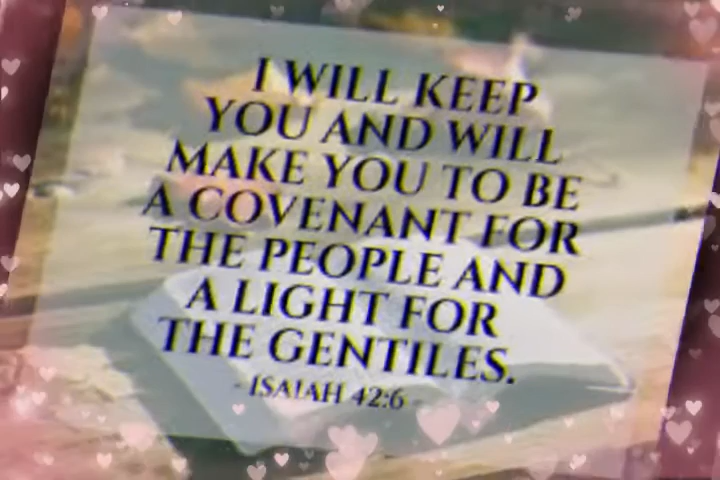 I WILL KEEP
YOU AND WILL
MAKE YOU TO BE
A COVENANT FOR
THE PEOPLE AND
A LIGHT FOR
THE GENTILES.
- ISAIAH 42:6 -